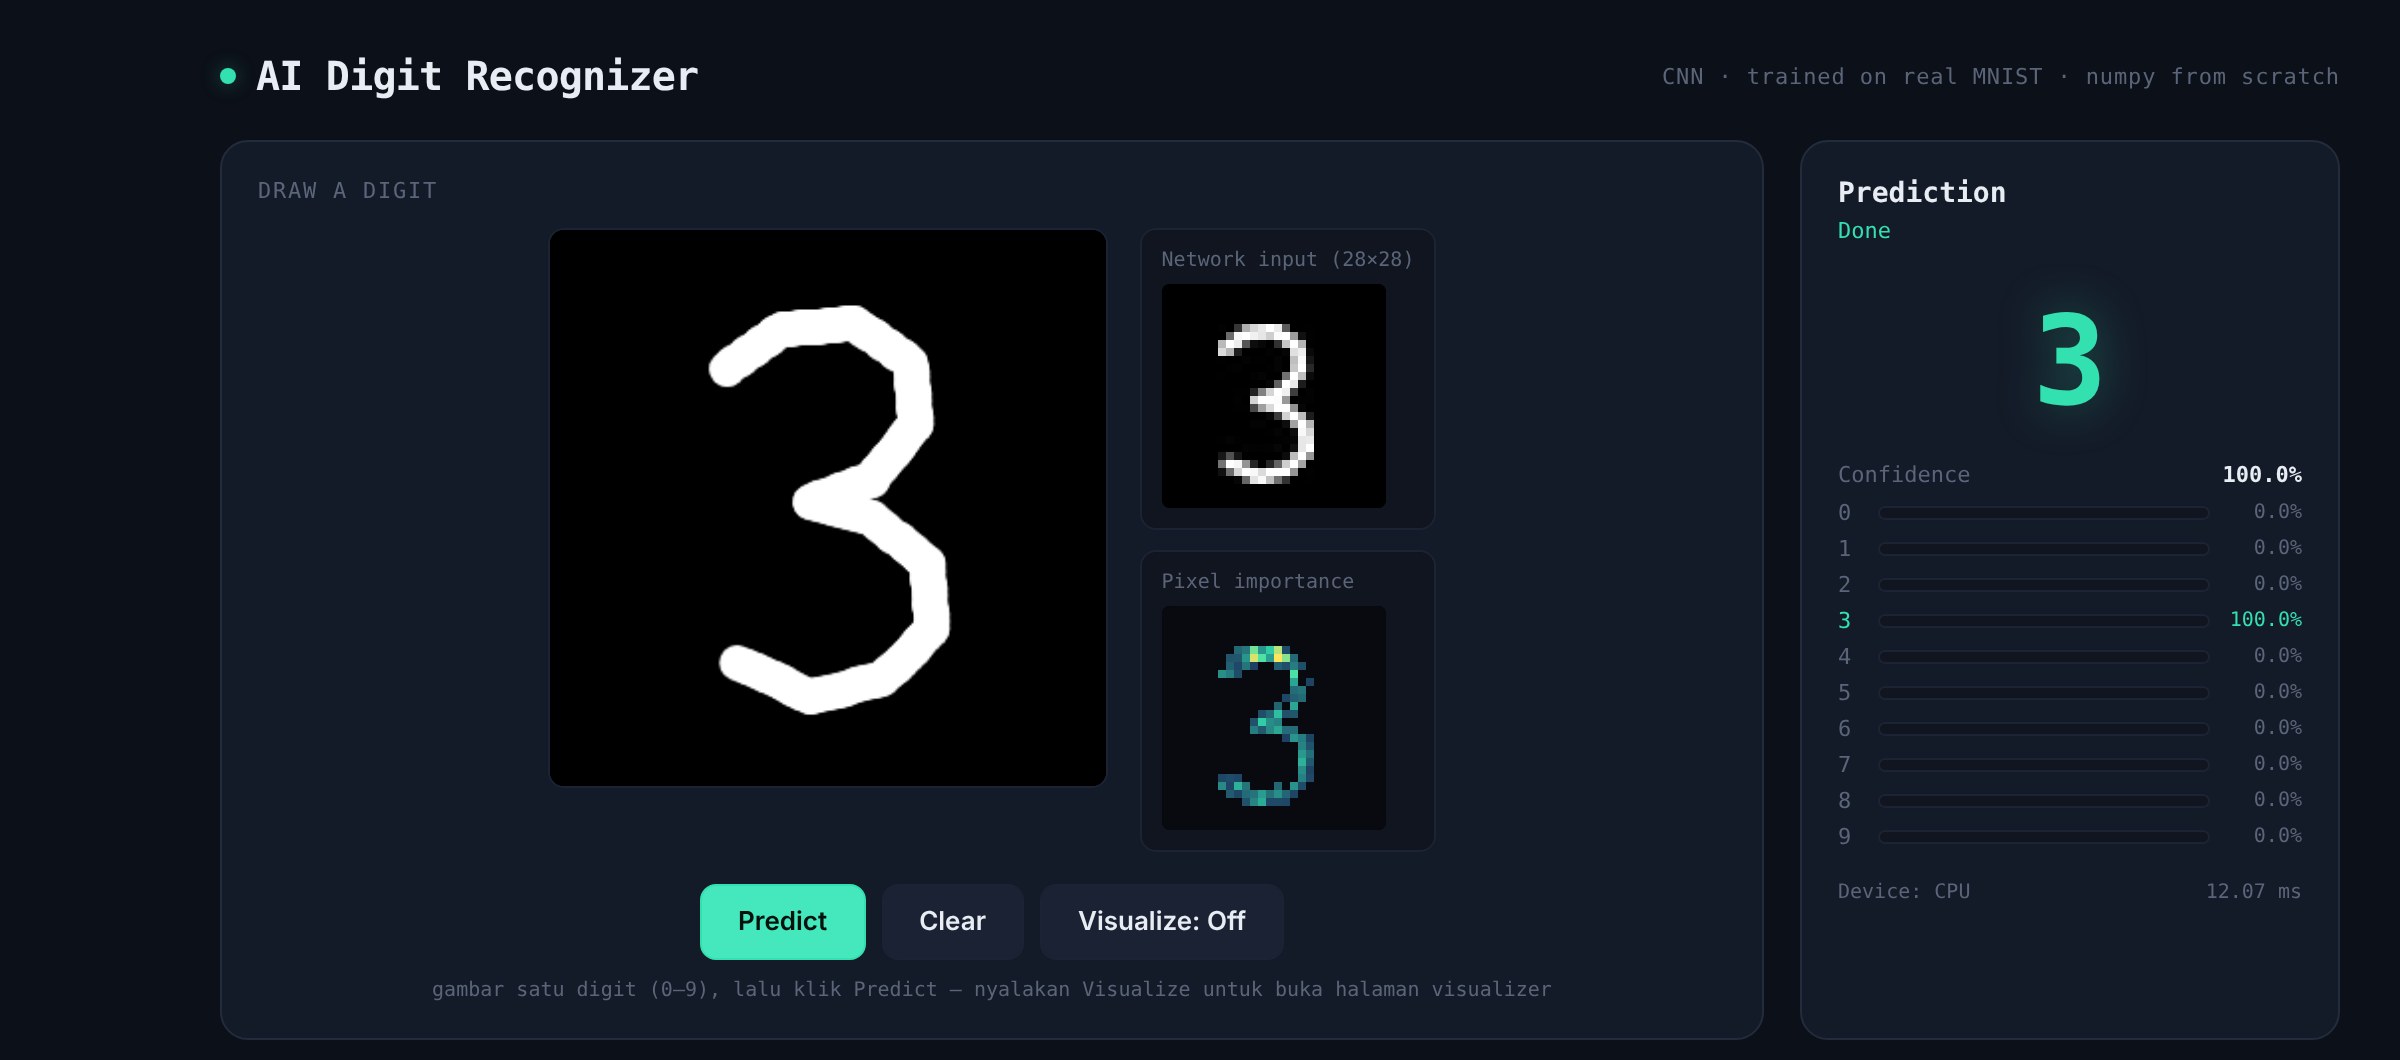 AI Digit Recognizer
CNN · trained on real MNIST · numpy from scratch
DRAW A DIGIT
3
Network input (28×28)
3
Pixel importance
3
Predict
Clear
Visualize: Off
gambar satu digit (0–9), lalu klik Predict — nyalakan Visualize untuk buka halaman visualizer
Prediction
Done
3
Confidence 100.0%
0 0.0%
1 0.0%
2 0.0%
3 100.0%
4 0.0%
5 0.0%
6 0.0%
7 0.0%
8 0.0%
9 0.0%
Device: CPU 12.07 ms